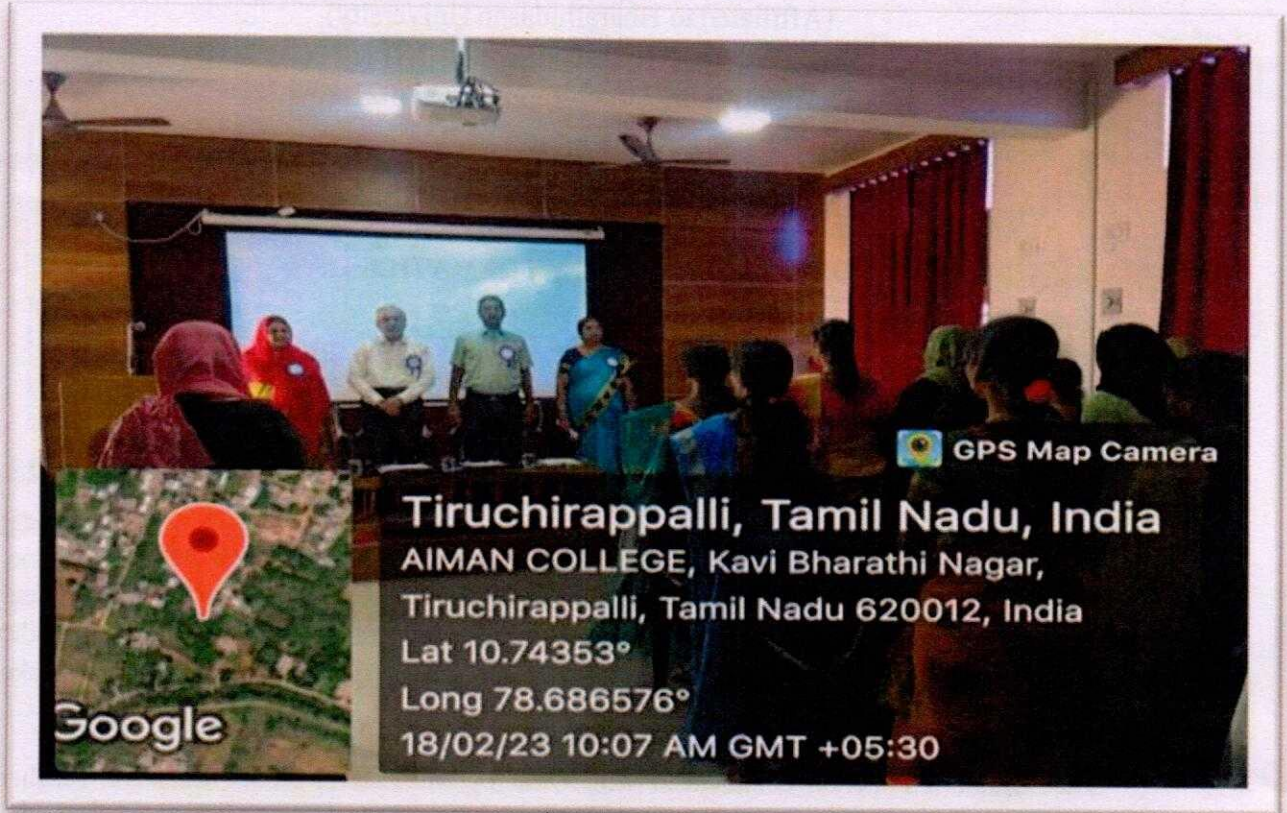 GPS Map Camera
Tiruchirappalli, Tamil Nadu, India
AIMAN COLLEGE, Kavi Bharathi Nagar,
Tiruchirappalli, Tamil Nadu 620012, India
Lat 10.74353°
Long 78.686576°
18/02/23 10:07 AM GMT +05:30
Google